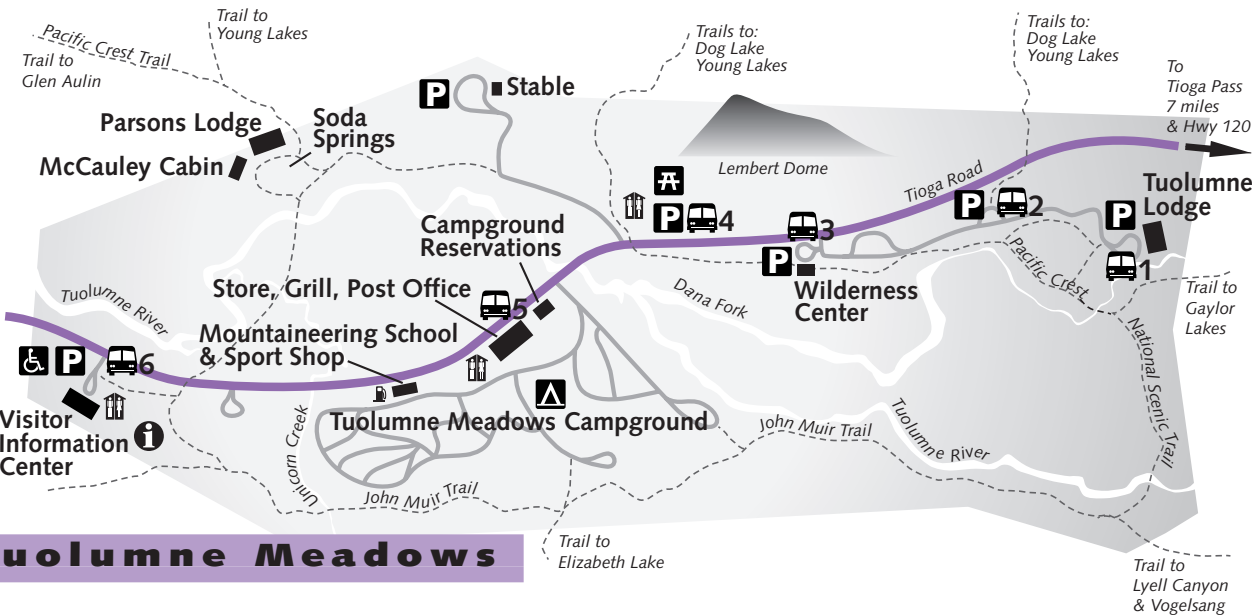 Trail to
Young Lakes
Pacific Crest Trail
Trail to
Glen Aulin
Trails to:
Dog Lake
Young Lakes
Trails to:
Dog Lake
Young Lakes
To
Tioga Pass
7 miles
& Hwy 120
P
Stable
Parsons Lodge
Soda
Springs
McCauley Cabin
Lembert Dome
Tioga Road
Tuolumne
Lodge
P
4
3
P
2
P
1
Campground
Reservations
P
Wilderness
Center
Pacific Crest
Store, Grill, Post Office
5
Dana Fork
Trail to
Gaylor
Lakes
Tuolumne River
Mountaineering School
& Sport Shop
National Scenic Trail
P
6
Visitor
Information
Center
i
Unicorn Creek
Tuolumne Meadows Campground
John Muir Trail
Tuolumne River
John Muir Trail
uolumne Meadows
Trail to
Elizabeth Lake
Trail to
Lyell Canyon
& Vogelsang